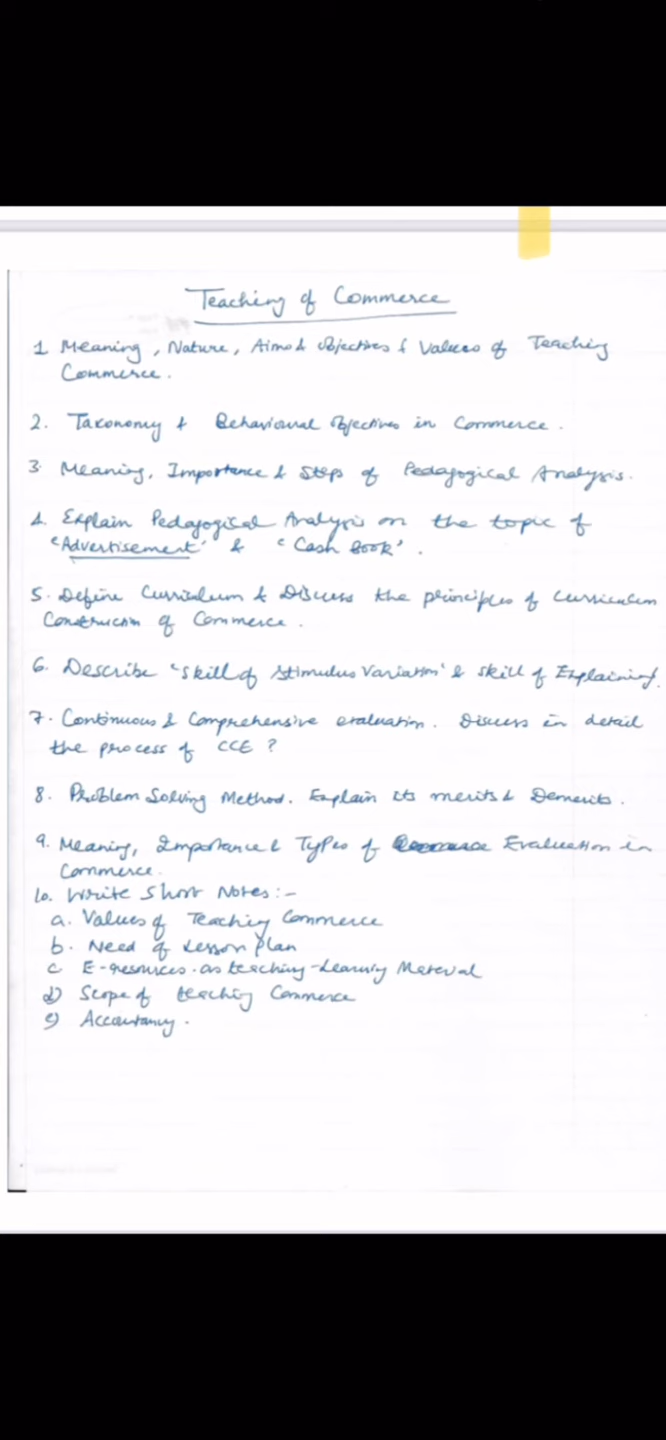 Teaching of Commerce
1 Meaning, Nature, Aims & Objectives & Values of Teaching
Commerce.
2. Taxonomy & Behavioural Objectives in Commerce.
3. Meaning, Importance & Steps of Pedagogical Analysis.
4. Explain Pedagogical Analysis on the topic of
'Advertisement' & 'Cash Book'.
5. Define Curriculum & Discuss the principles of curriculum
Construction of Commerce.
6. Describe 'skill of Stimulus Variation' & skill of Explaining.
7. Continuous & Comprehensive evaluation. Discuss in detail
the process of CCE?
8. Problem Solving Method. Explain its merits & Demerits.
9. Meaning, Importance & Types of Evaluation in
Commerce.
10. Write Short Notes:-
a. Values of Teaching Commerce
b. Need of Lesson Plan
c E-resources as teaching-Learning Material
d) Scope of teaching Commerce
e) Accountancy.